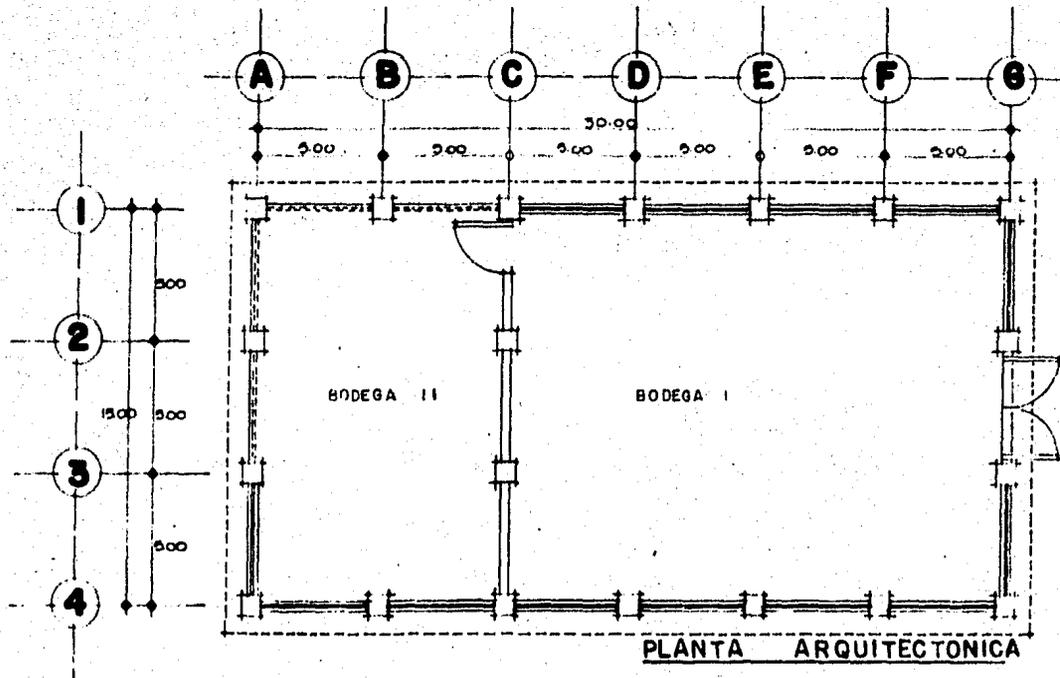 A B C D E F G
30.00
5.00 5.00 5.00 5.00 5.00 5.00
1
5.00
2
BODEGA II BODEGA I
15.00 5.00
3
5.00
4
PLANTA ARQUITECTONICA